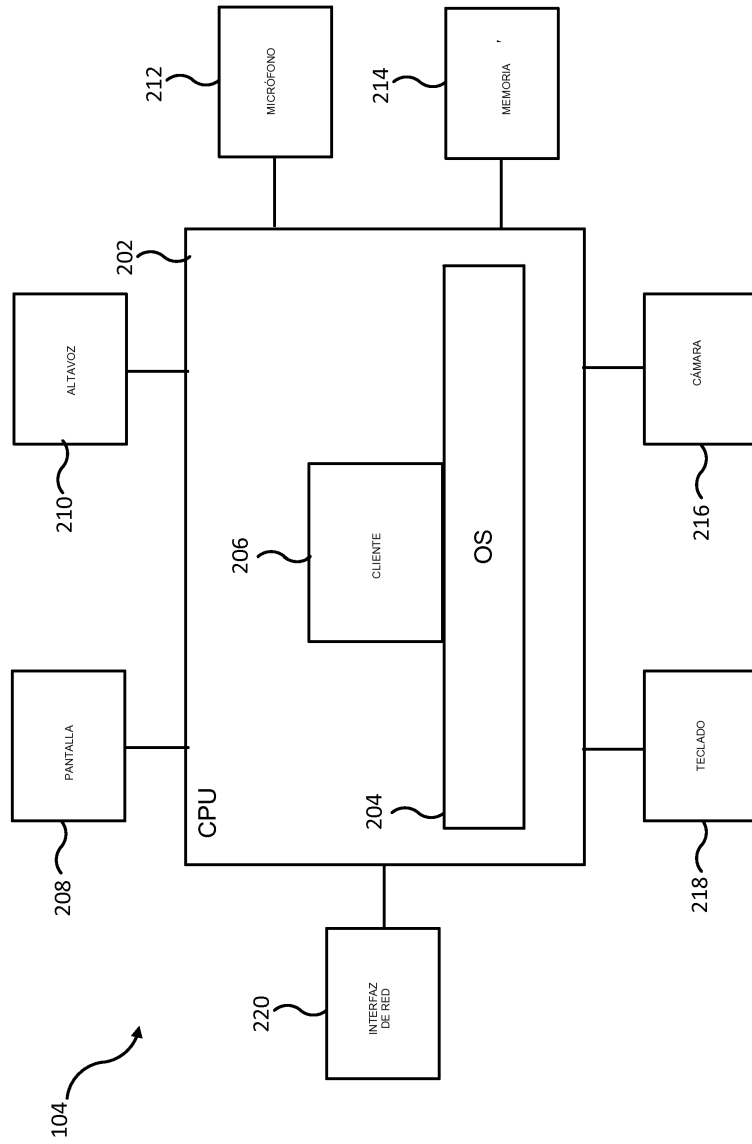 104
208
PANTALLA
210
ALTAVOZ
202
212
MICRÓFONO
CPU
206
CLIENTE
220
INTERFAZ
DE RED
204
OS
214
MEMORIA ,
218
TECLADO
216
CÁMARA